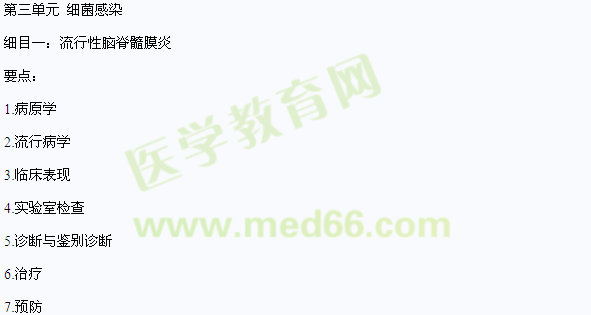 第三单元 细菌感染
细目一：流行性脑脊髓膜炎
要点：
1.病原学
2.流行病学
3.临床表现
4.实验室检查
5.诊断与鉴别诊断
6.治疗
7.预防
医学教育网
www.med66.com